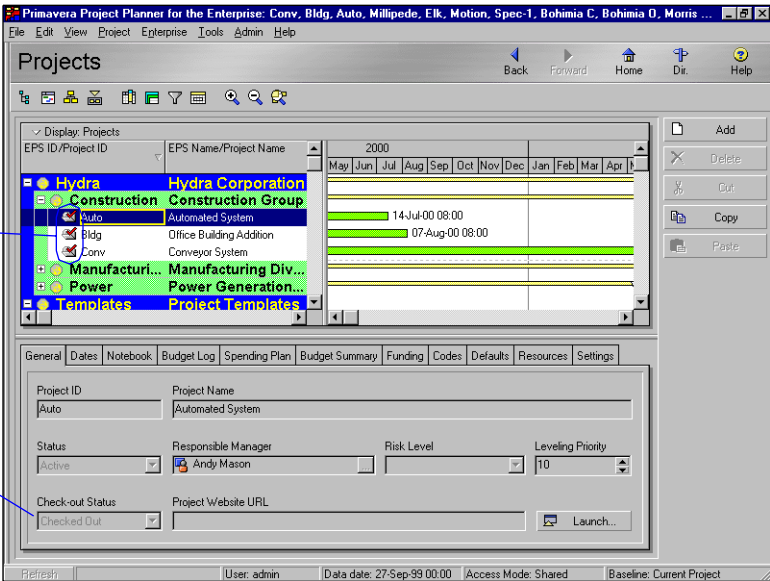 Primavera Project Planner for the Enterprise: Conv, Bldg, Auto, Millipede, Elk, Motion, Spec-1, Bohimia C, Bohimia O, Morris ...
File Edit View Project Enterprise Tools Admin Help
Projects
Back Forward Home Dir. Help
Display: Projects
EPS ID/Project ID EPS Name/Project Name 2000
May Jun Jul Aug Sep Oct Nov Dec Jan Feb Mar Apr M
Hydra Hydra Corporation
Construction Construction Group
Auto Automated System 14-Jul-00 08:00
Bldg Office Building Addition 07-Aug-00 08:00
Conv Conveyor System
Manufacturi... Manufacturing Div...
Power Power Generation...
Templates Project Templates
Add
Delete
Cut
Copy
Paste
General Dates Notebook Budget Log Spending Plan Budget Summary Funding Codes Defaults Resources Settings
Project ID Project Name
Auto Automated System
Status Responsible Manager Risk Level Leveling Priority
Active Andy Mason ... 10
Check-out Status Project Website URL
Checked Out Launch...
Refresh User: admin Data date: 27-Sep-99 00:00 Access Mode: Shared Baseline: Current Project